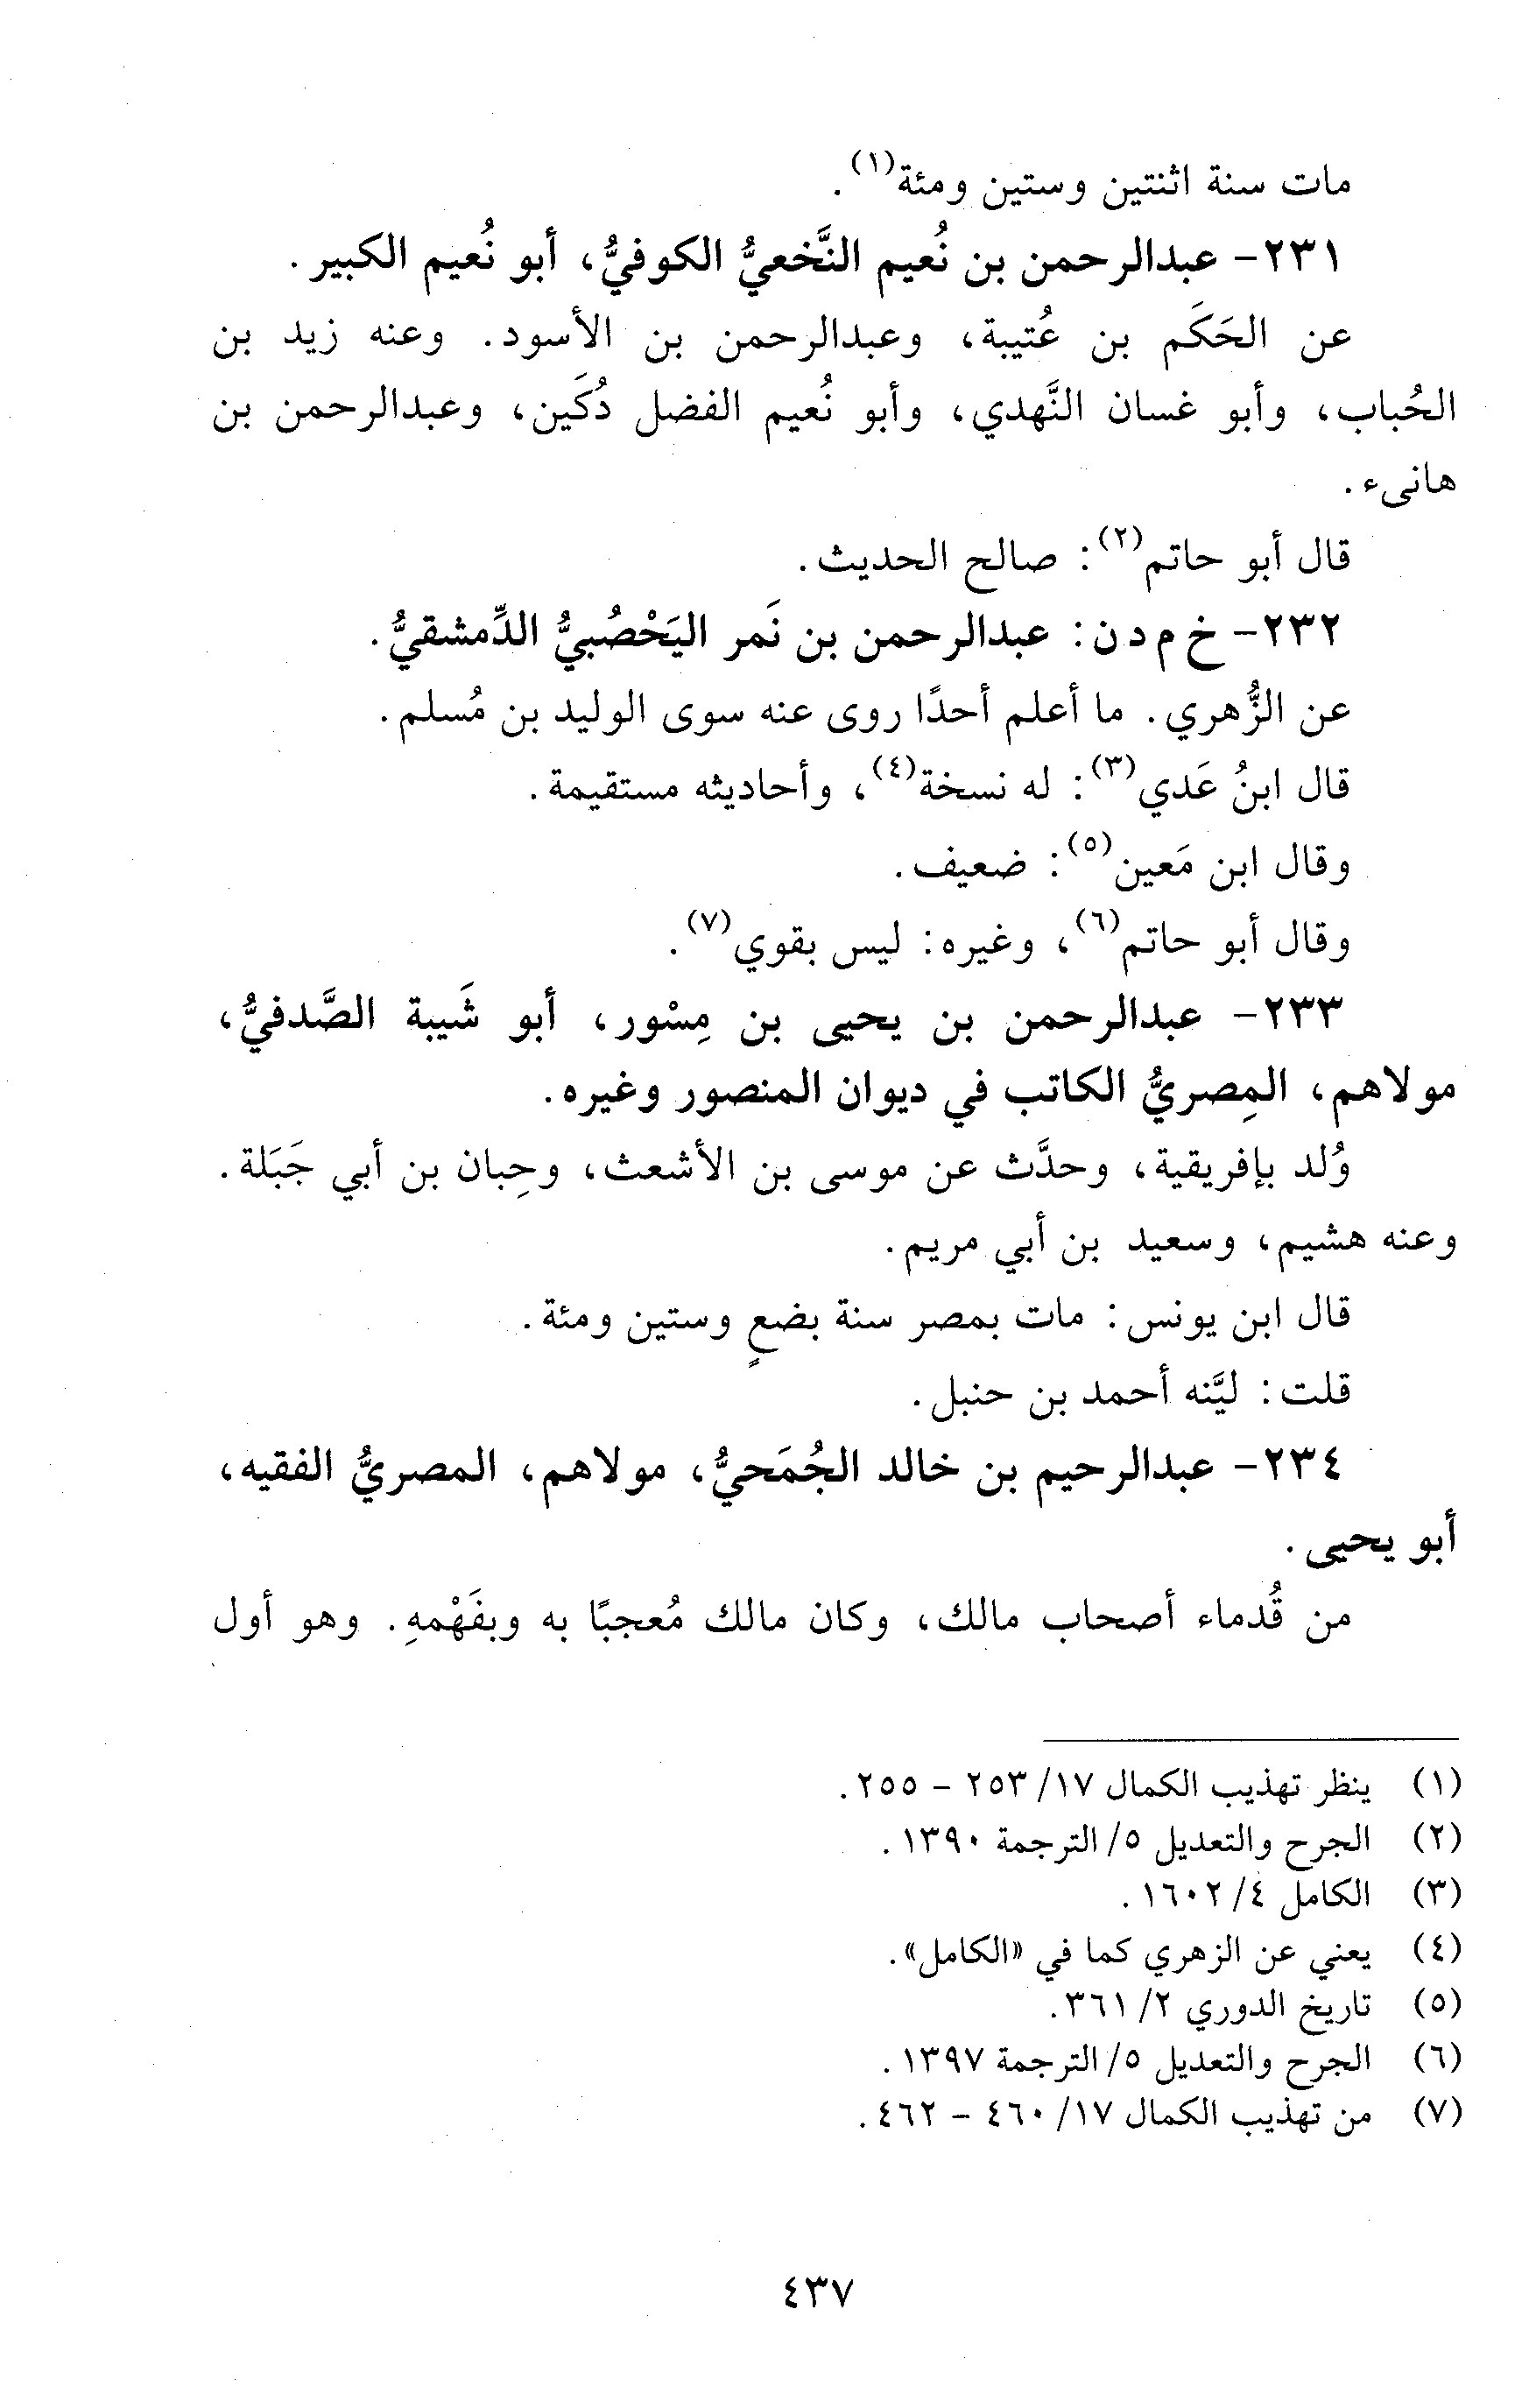 مات سنة اثنتين وستين ومئة(١).
٢٣١- عبدالرحمن بن نُعيم النَّخعيُّ الكوفيُّ، أبو نُعيم الكبير.
عن الحَكَم بن عُتيبة، وعبدالرحمن بن الأسود. وعنه زيد بن
الحُباب، وأبو غسان النَّهدي، وأبو نُعيم الفضل دُكَين، وعبدالرحمن بن
هانىء.
قال أبو حاتم(٢): صالح الحديث.
٢٣٢- خ م د ن: عبدالرحمن بن نَمر اليَحْصُبيُّ الدِّمشقيُّ.
عن الزُّهري. ما أعلم أحدًا روى عنه سوى الوليد بن مُسلم.
قال ابنُ عَدي(٣): له نسخة(٤)، وأحاديثه مستقيمة.
وقال ابن مَعين(٥): ضعيف.
وقال أبو حاتم(٦)، وغيره: ليس بقوي(٧).
٢٣٣- عبدالرحمن بن يحيى بن مِسْور، أبو شَيبة الصَّدفيُّ،
مولاهم، المِصريُّ الكاتب في ديوان المنصور وغيره.
وُلد بإفريقية، وحدَّث عن موسى بن الأشعث، وحِبان بن أبي جَبَلة.
وعنه هشيم، وسعيد بن أبي مريم.
قال ابن يونس: مات بمصر سنة بضعٍ وستين ومئة.
قلت: ليَّنه أحمد بن حنبل.
٢٣٤- عبدالرحيم بن خالد الجُمَحيُّ، مولاهم، المصريُّ الفقيه،
أبو يحيى.
من قُدماء أصحاب مالك، وكان مالك مُعجبًا به وبفَهْمهِ. وهو أول
(١) ينظر تهذيب الكمال ١٧/ ٢٥٣ - ٢٥٥.
(٢) الجرح والتعديل ٥/ الترجمة ١٣٩٠.
(٣) الكامل ٤/ ١٦٠٢.
(٤) يعني عن الزهري كما في «الكامل».
(٥) تاريخ الدوري ٢/ ٣٦١.
(٦) الجرح والتعديل ٥/ الترجمة ١٣٩٧.
(٧) من تهذيب الكمال ١٧/ ٤٦٠ - ٤٦٢.
٤٣٧